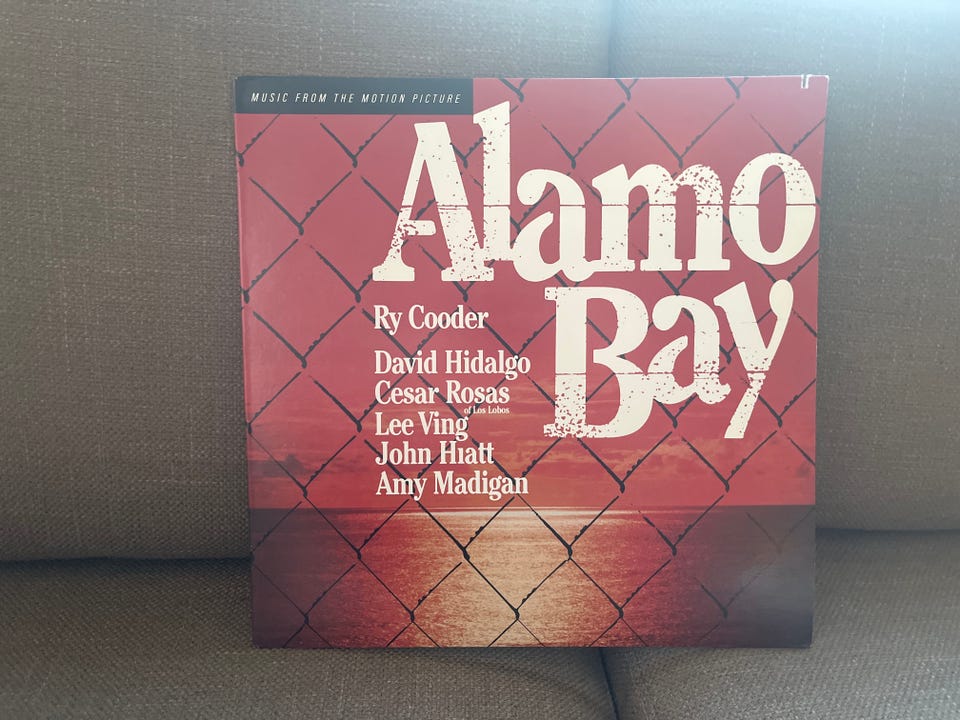 MUSIC FROM THE MOTION PICTURE
Alamo
Bay
Ry Cooder
David Hidalgo
Cesar Rosas
of Los Lobos
Lee Ving
John Hiatt
Amy Madigan